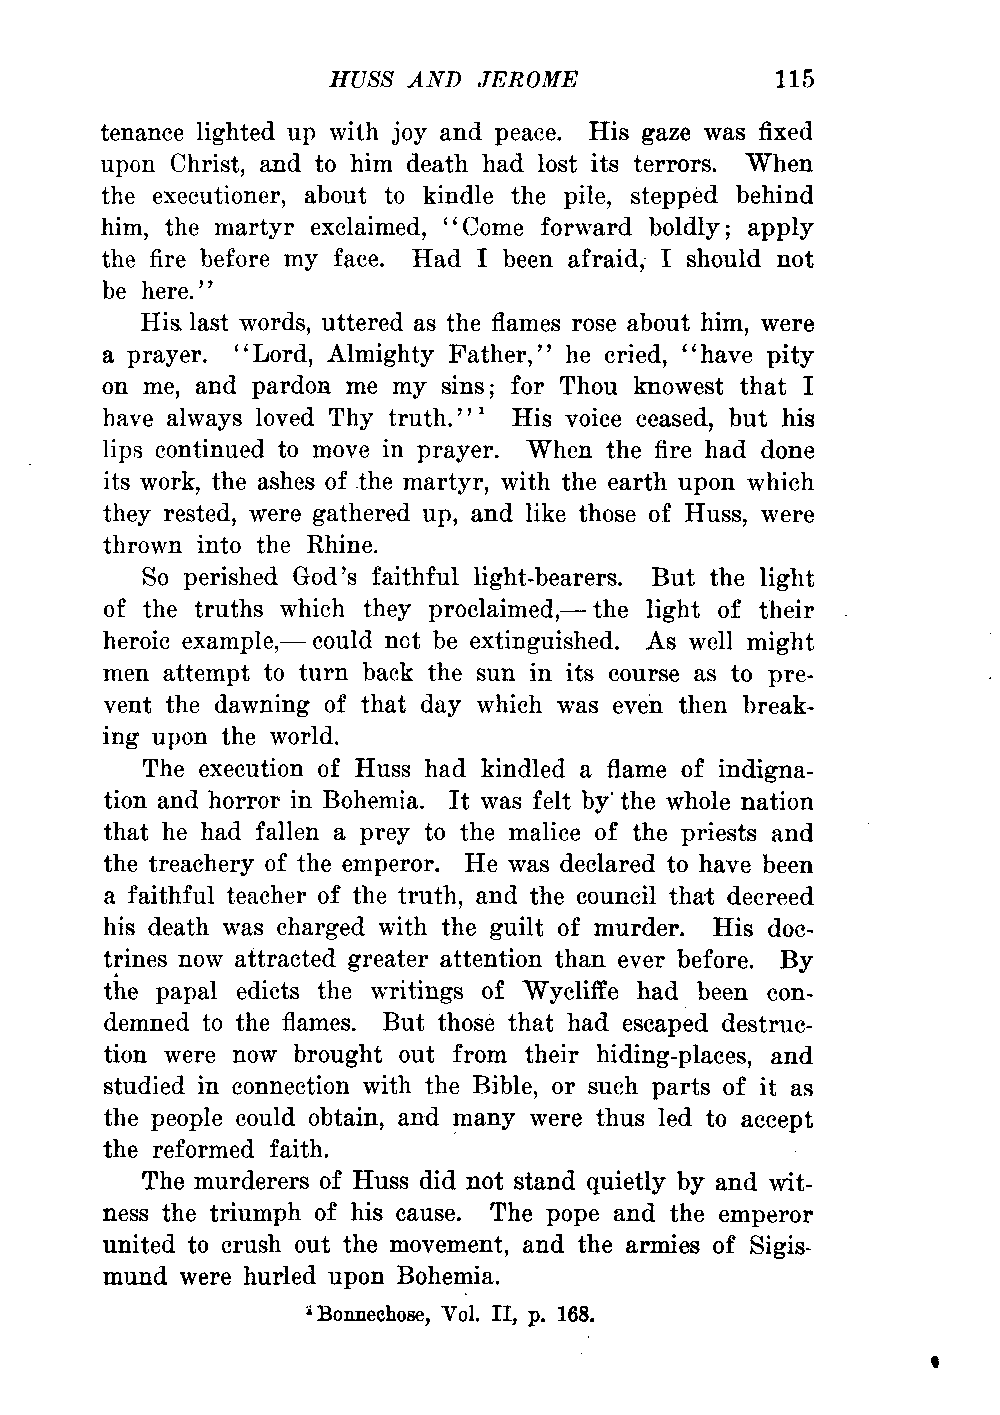 HUSS AND JEROME 115
tenance lighted up with joy and peace. His gaze was fixed
upon Christ, and to him death had lost its terrors. When
the executioner, about to kindle the pile, stepped behind
him, the martyr exclaimed, "Come forward boldly; apply
the fire before my face. Had I been afraid, I should not
be here."
His last words, uttered as the flames rose about him, were
a prayer. "Lord, Almighty Father," he cried, "have pity
on me, and pardon me my sins; for Thou knowest that I
have always loved Thy truth."¹ His voice ceased, but his
lips continued to move in prayer. When the fire had done
its work, the ashes of the martyr, with the earth upon which
they rested, were gathered up, and like those of Huss, were
thrown into the Rhine.
So perished God's faithful light-bearers. But the light
of the truths which they proclaimed,— the light of their
heroic example,— could not be extinguished. As well might
men attempt to turn back the sun in its course as to pre-
vent the dawning of that day which was even then break-
ing upon the world.
The execution of Huss had kindled a flame of indigna-
tion and horror in Bohemia. It was felt by the whole nation
that he had fallen a prey to the malice of the priests and
the treachery of the emperor. He was declared to have been
a faithful teacher of the truth, and the council that decreed
his death was charged with the guilt of murder. His doc-
trines now attracted greater attention than ever before. By
the papal edicts the writings of Wycliffe had been con-
demned to the flames. But those that had escaped destruc-
tion were now brought out from their hiding-places, and
studied in connection with the Bible, or such parts of it as
the people could obtain, and many were thus led to accept
the reformed faith.
The murderers of Huss did not stand quietly by and wit-
ness the triumph of his cause. The pope and the emperor
united to crush out the movement, and the armies of Sigis-
mund were hurled upon Bohemia.
¹ Bonnechose, Vol. II, p. 168.